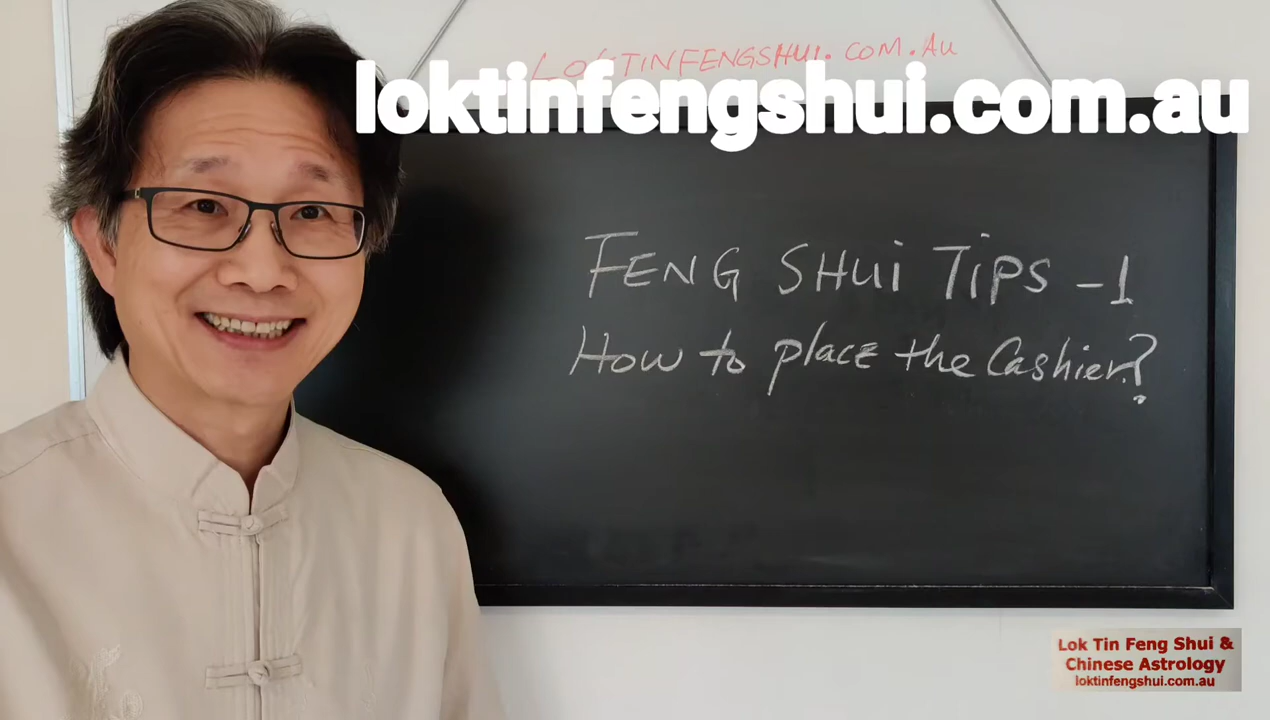 LOKTINFENGSHUI.COM.AU
loktinfengshui.com.au
FENG SHUi TiPS -1
How to place the Cashier?
Lok Tin Feng Shui &
Chinese Astrology
loktinfengshui.com.au